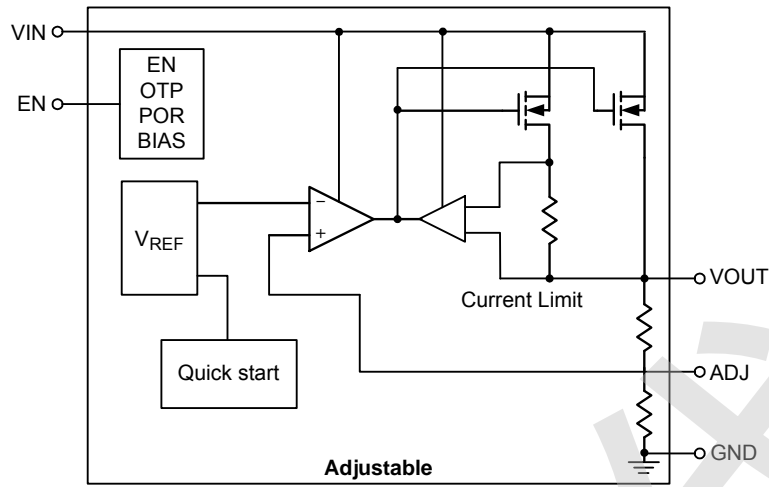 VIN
EN
EN
OTP
POR
BIAS
−
+
VREF
Current Limit
VOUT
Quick start
ADJ
GND
Adjustable